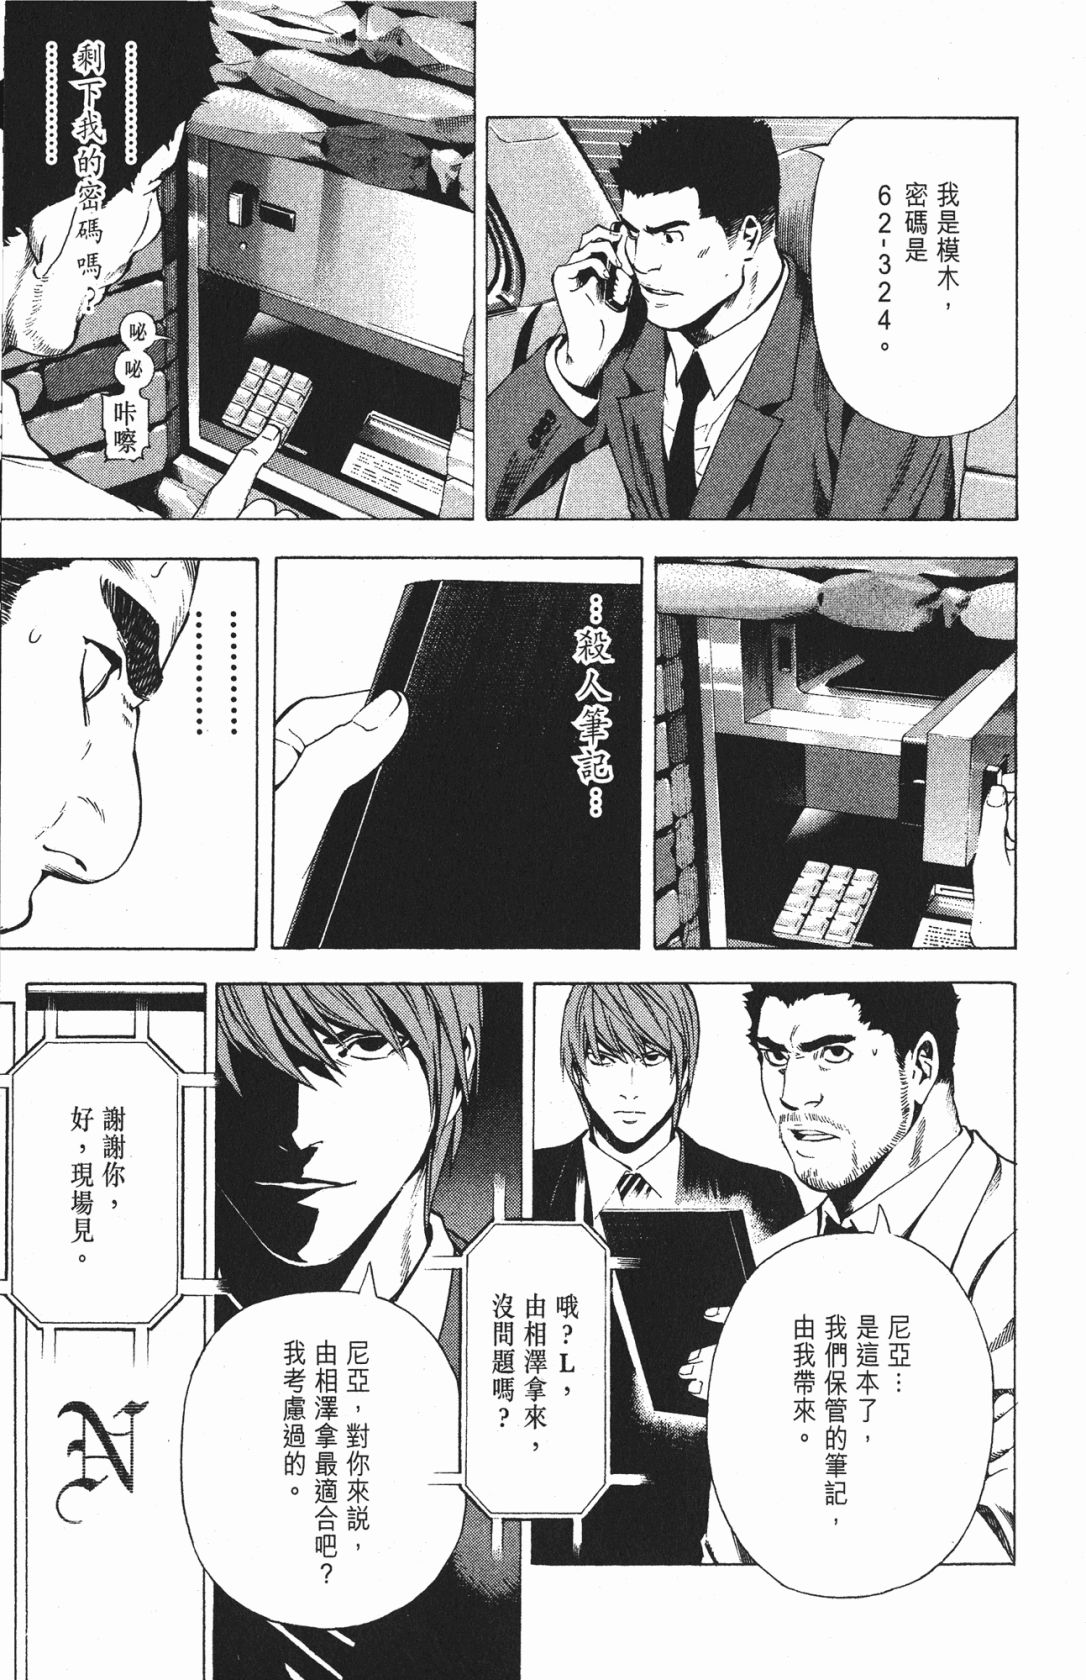 我是模木，
密碼是
62-324。
………………
剩下我的密碼嗎？
………………
咇
咇
咔嚓
…殺人筆記…
…………
…………
尼亞…
是這本了，
我們保管的筆記，
由我帶來。
哦？L，
由相澤拿來，
沒問題嗎？
尼亞，對你來説，
由相澤拿最適合吧？
我考慮過的。
謝謝你，
好，現場見。
N